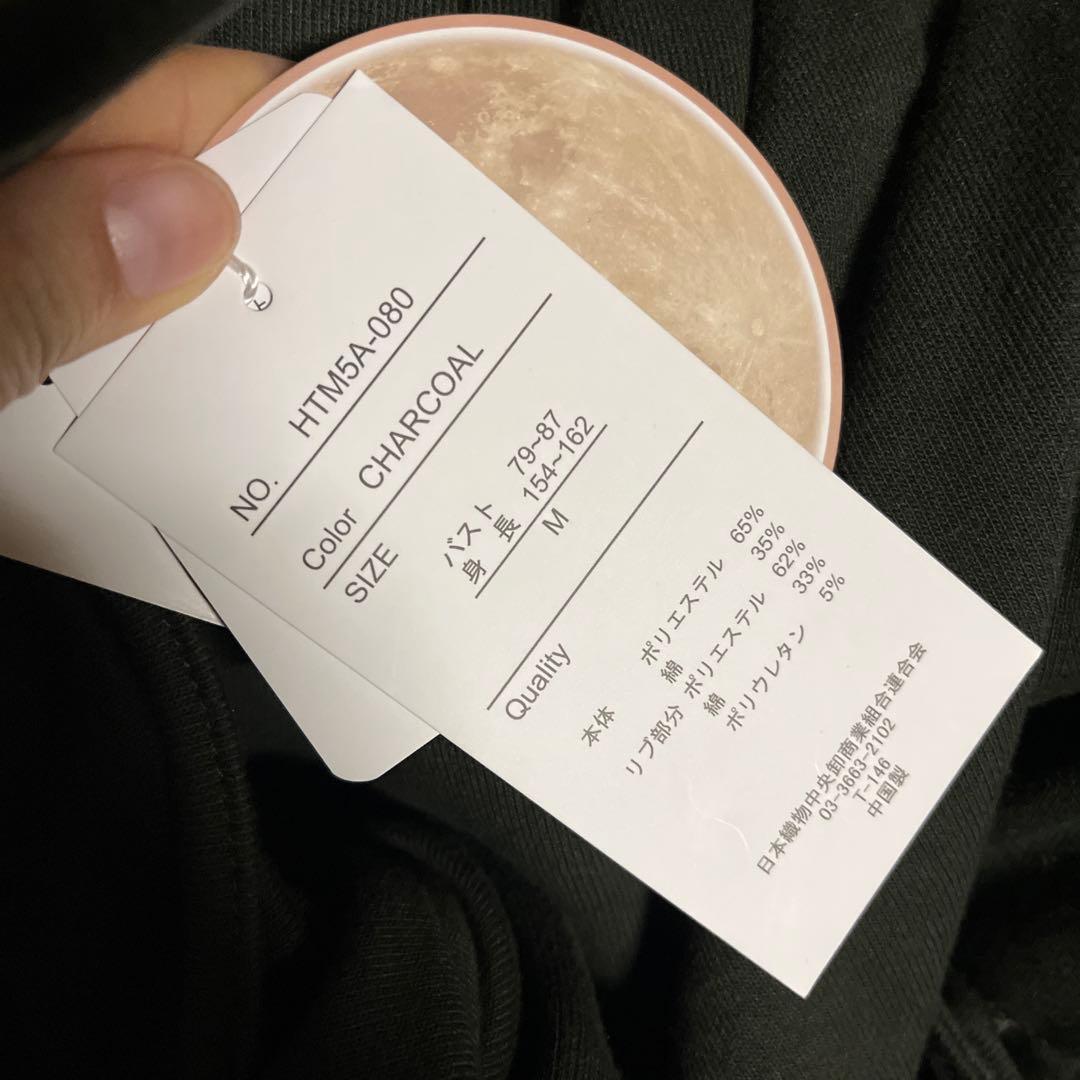 NO. HTM5A-080
Color CHARCOAL
SIZE バスト 79~87
身長 154~162
M
Quality
本体 ポリエステル 65%
綿 35%
リブ部分 ポリエステル 62%
綿 33%
ポリウレタン 5%
日本織物中央卸商業組合連合会
03-3663-2102
T-146
中国製